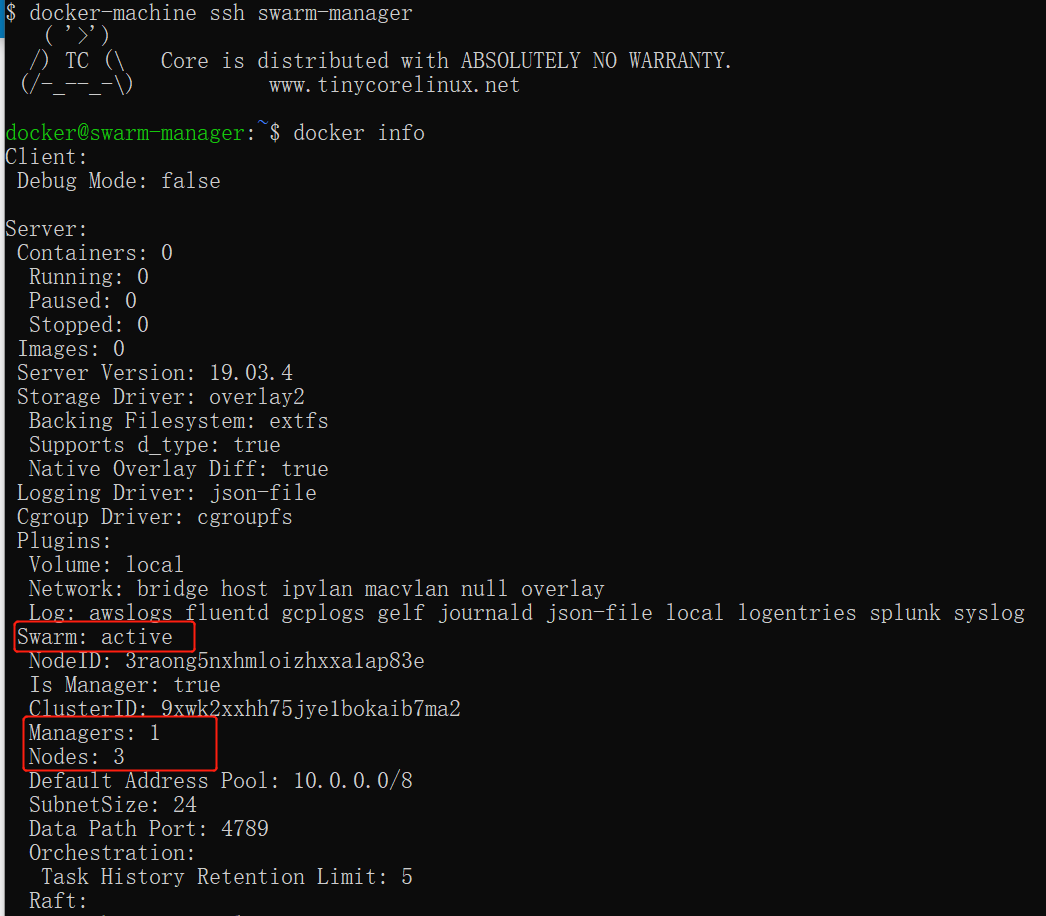 $ docker-machine ssh swarm-manager
( '>')
/) TC (\ Core is distributed with ABSOLUTELY NO WARRANTY.
(/-_--_-\) www.tinycorelinux.net
docker@swarm-manager:~$ docker info
Client:
Debug Mode: false
Server:
Containers: 0
Running: 0
Paused: 0
Stopped: 0
Images: 0
Server Version: 19.03.4
Storage Driver: overlay2
Backing Filesystem: extfs
Supports d_type: true
Native Overlay Diff: true
Logging Driver: json-file
Cgroup Driver: cgroupfs
Plugins:
Volume: local
Network: bridge host ipvlan macvlan null overlay
Log: awslogs fluentd gcplogs gelf journald json-file local logentries splunk syslog
Swarm: active
NodeID: 3raong5nxhmloizhxxa1ap83e
Is Manager: true
ClusterID: 9xwk2xxhh75jye1bokaib7ma2
Managers: 1
Nodes: 3
Default Address Pool: 10.0.0.0/8
SubnetSize: 24
Data Path Port: 4789
Orchestration:
Task History Retention Limit: 5
Raft: